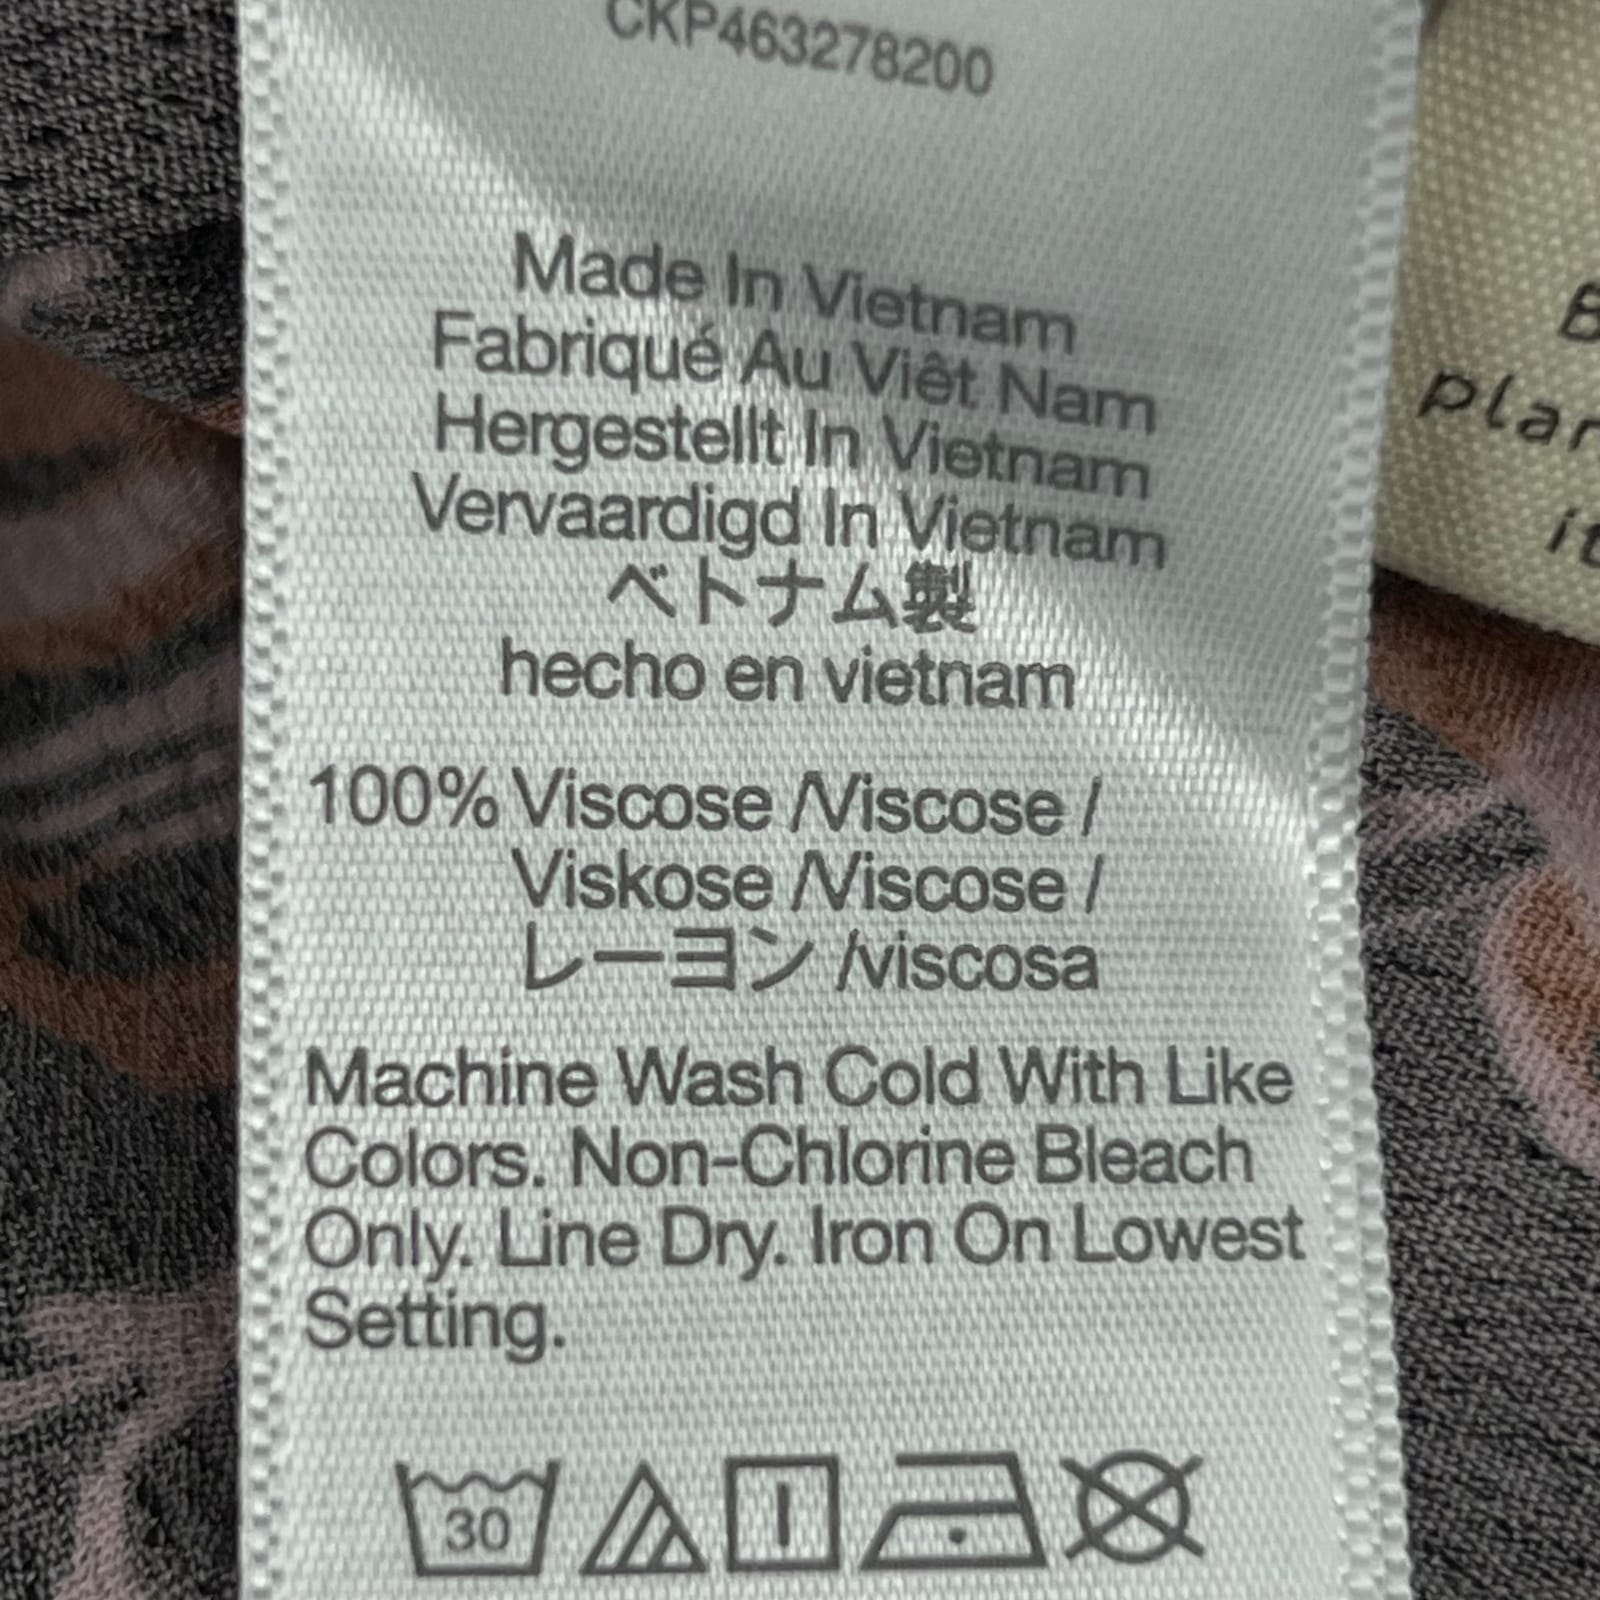 CKP463278200
Made In Vietnam
Fabriqué Au Viêt Nam
Hergestellt In Vietnam
Vervaardigd In Vietnam
ベトナム製
hecho en vietnam
100% Viscose /Viscose /
Viskose /Viscose /
レーヨン /viscosa
Machine Wash Cold With Like
Colors. Non-Chlorine Bleach
Only. Line Dry. Iron On Lowest
Setting.
30